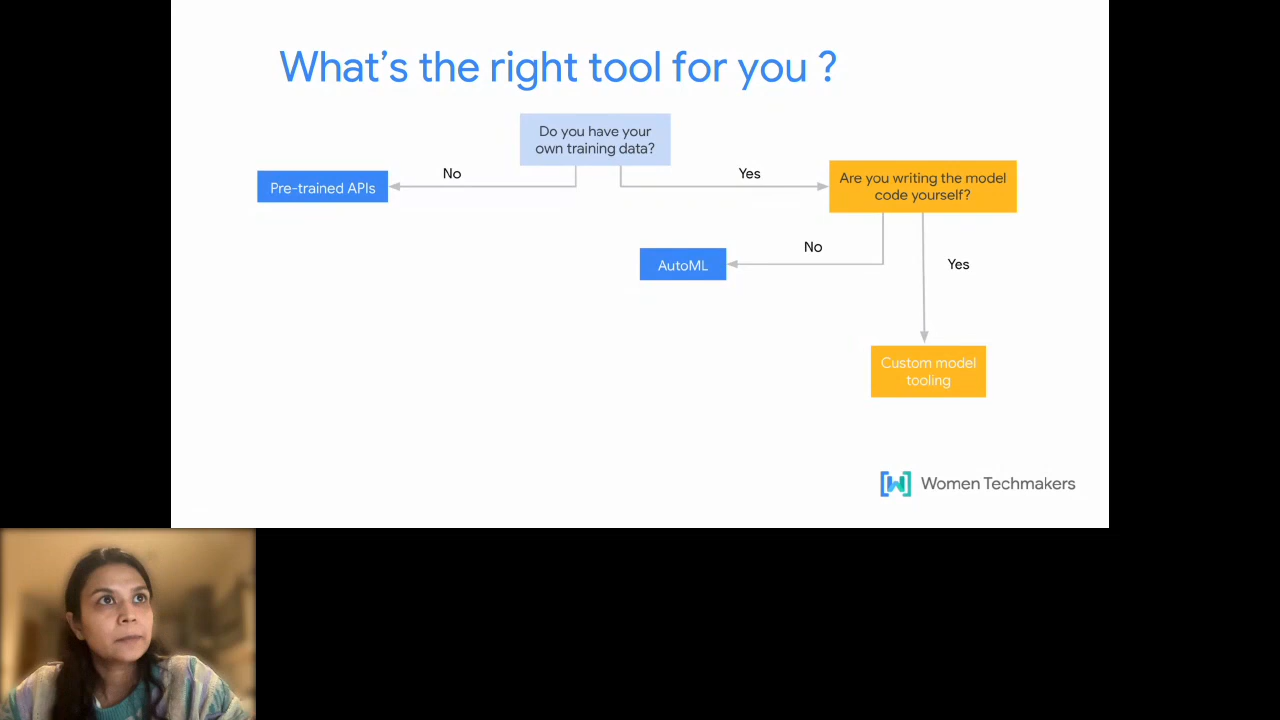 What's the right tool for you ?
Do you have your
own training data?
No
Yes
Pre-trained APIs
Are you writing the model
code yourself?
No
Yes
AutoML
Custom model
tooling
Women Techmakers